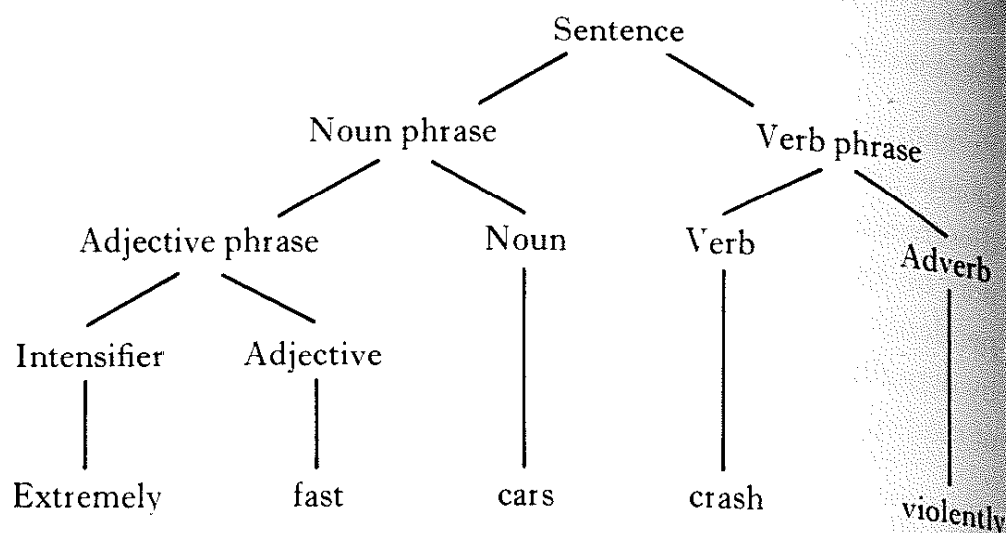 Sentence
Noun phrase Verb phrase
Adjective phrase Noun Verb Adverb
Intensifier Adjective
Extremely fast cars crash violently